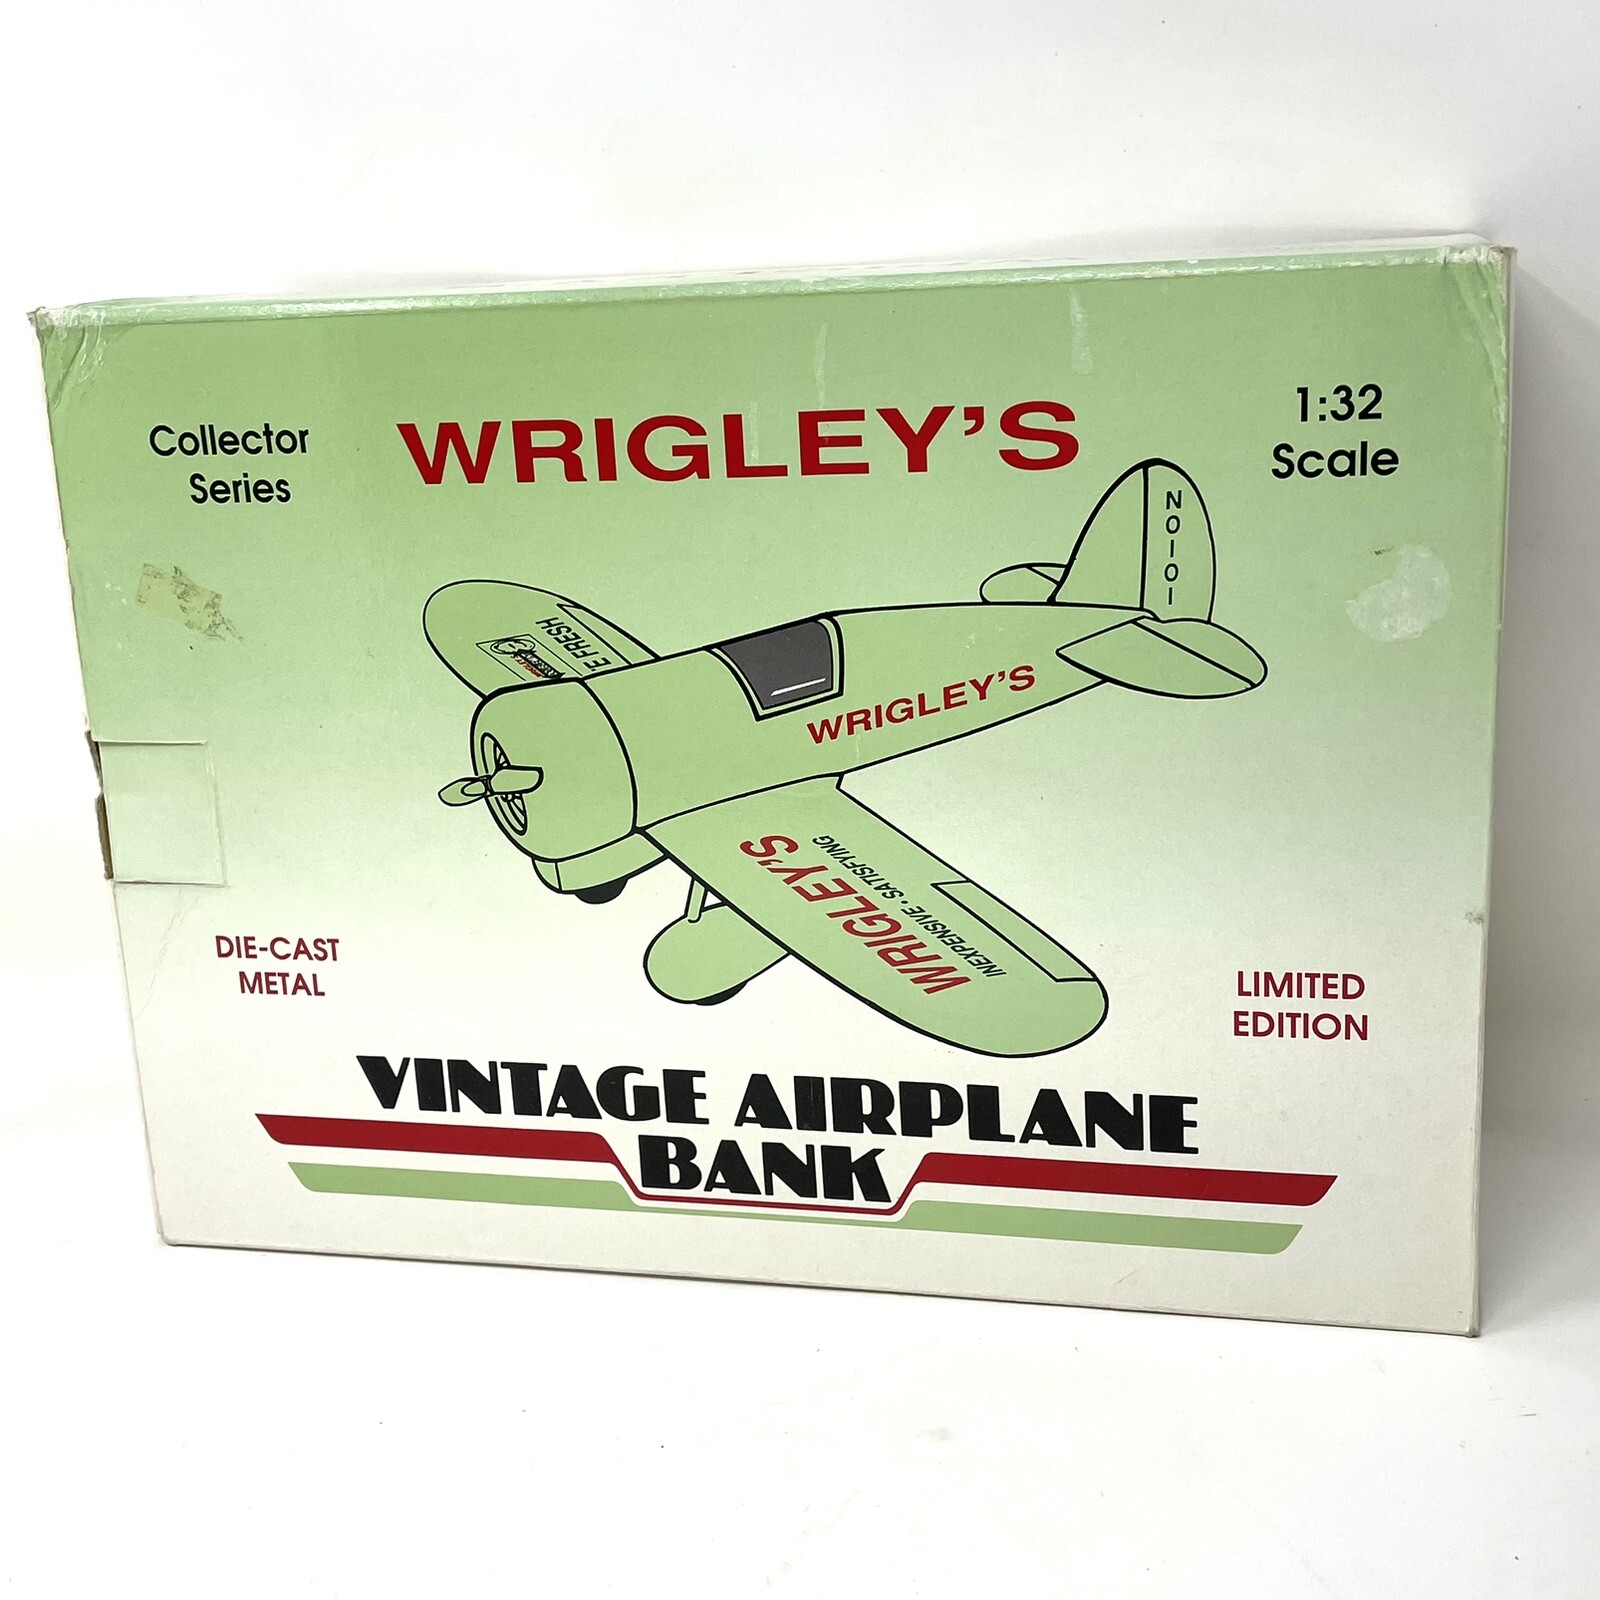 Collector
Series
WRIGLEY'S
1:32
Scale
N0101
FRESH
WRIGLEY'S
WRIGLEY'S
INEXPENSIVE • SATISFYING
DIE-CAST
METAL
LIMITED
EDITION
VINTAGE AIRPLANE
BANK